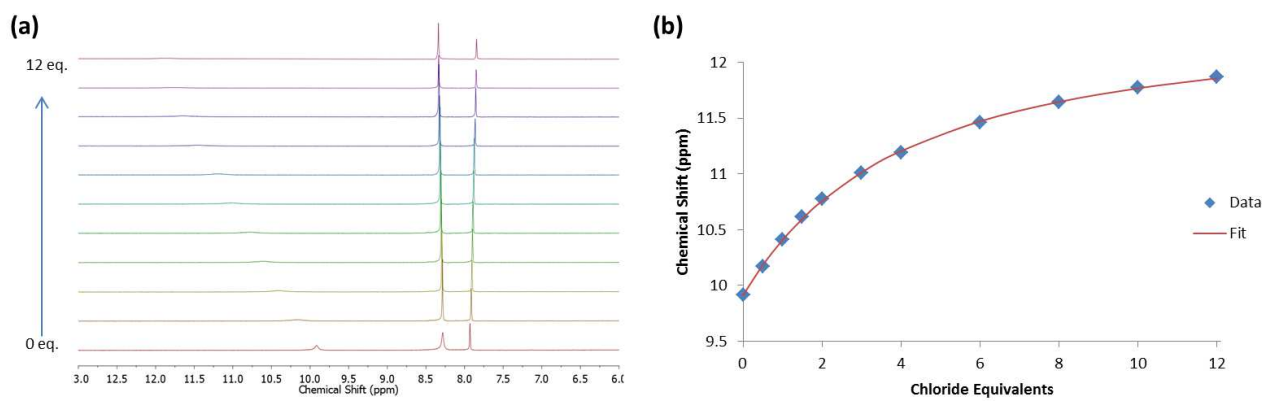 (a)
12 eq.
0 eq.
3.0 12.5 12.0 11.5 11.0 10.5 10.0 9.5 9.0 8.5 8.0 7.5 7.0 6.5 6.0
Chemical Shift (ppm)
(b)
12
11.5
11
10.5
10
9.5
Chemical Shift (ppm)
0 2 4 6 8 10 12
Chloride Equivalents
Data
Fit